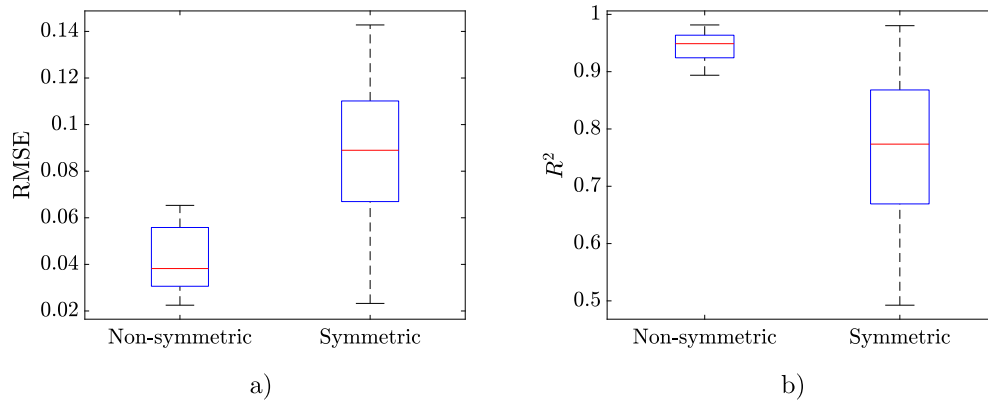 RMSE
0.14
0.12
0.1
0.08
0.06
0.04
0.02
Non-symmetric
Symmetric
a)
R²
1
0.9
0.8
0.7
0.6
0.5
Non-symmetric
Symmetric
b)